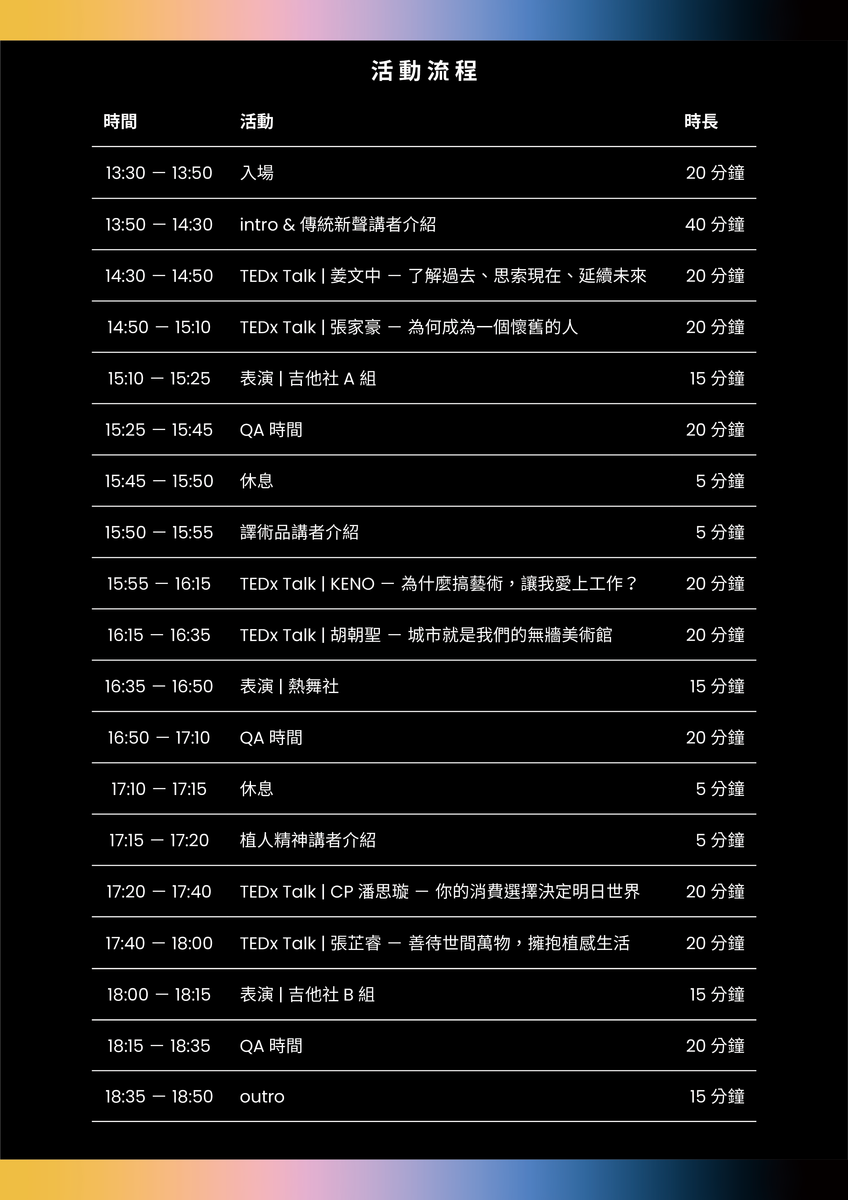 活動流程
時間 活動 時長
13:30 — 13:50 入場 20 分鐘
13:50 — 14:30 intro & 傳統新聲講者介紹 40 分鐘
14:30 — 14:50 TEDx Talk | 姜文中 — 了解過去、思索現在、延續未來 20 分鐘
14:50 — 15:10 TEDx Talk | 張家豪 — 為何成為一個懷舊的人 20 分鐘
15:10 — 15:25 表演 | 吉他社 A 組 15 分鐘
15:25 — 15:45 QA 時間 20 分鐘
15:45 — 15:50 休息 5 分鐘
15:50 — 15:55 譯術品講者介紹 5 分鐘
15:55 — 16:15 TEDx Talk | KENO — 為什麼搞藝術，讓我愛上工作？ 20 分鐘
16:15 — 16:35 TEDx Talk | 胡朝聖 — 城市就是我們的無牆美術館 20 分鐘
16:35 — 16:50 表演 | 熱舞社 15 分鐘
16:50 — 17:10 QA 時間 20 分鐘
17:10 — 17:15 休息 5 分鐘
17:15 — 17:20 植人精神講者介紹 5 分鐘
17:20 — 17:40 TEDx Talk | CP 潘思璇 — 你的消費選擇決定明日世界 20 分鐘
17:40 — 18:00 TEDx Talk | 張芷睿 — 善待世間萬物，擁抱植感生活 20 分鐘
18:00 — 18:15 表演 | 吉他社 B 組 15 分鐘
18:15 — 18:35 QA 時間 20 分鐘
18:35 — 18:50 outro 15 分鐘